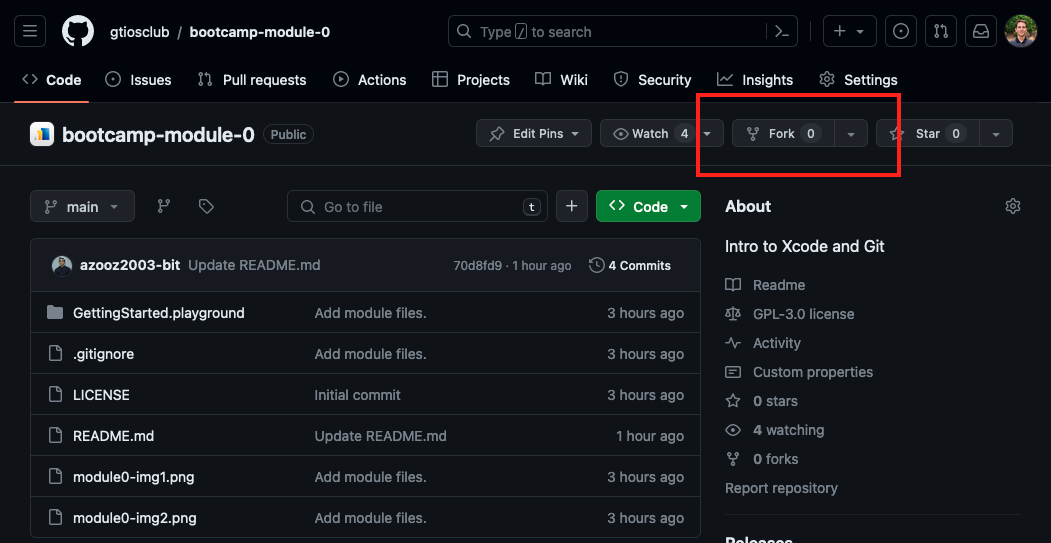 gtiosclub / bootcamp-module-0
Type / to search
Code Issues Pull requests Actions Projects Wiki Security Insights Settings
bootcamp-module-0 Public
Edit Pins Watch 4 Fork 0 Star 0
main
Go to file t
Code
azooz2003-bit Update README.md 70d8fd9 · 1 hour ago 4 Commits
GettingStarted.playground Add module files. 3 hours ago
.gitignore Add module files. 3 hours ago
LICENSE Initial commit 3 hours ago
README.md Update README.md 1 hour ago
module0-img1.png Add module files. 3 hours ago
module0-img2.png Add module files. 3 hours ago
About
Intro to Xcode and Git
Readme
GPL-3.0 license
Activity
Custom properties
0 stars
4 watching
0 forks
Report repository
Releases